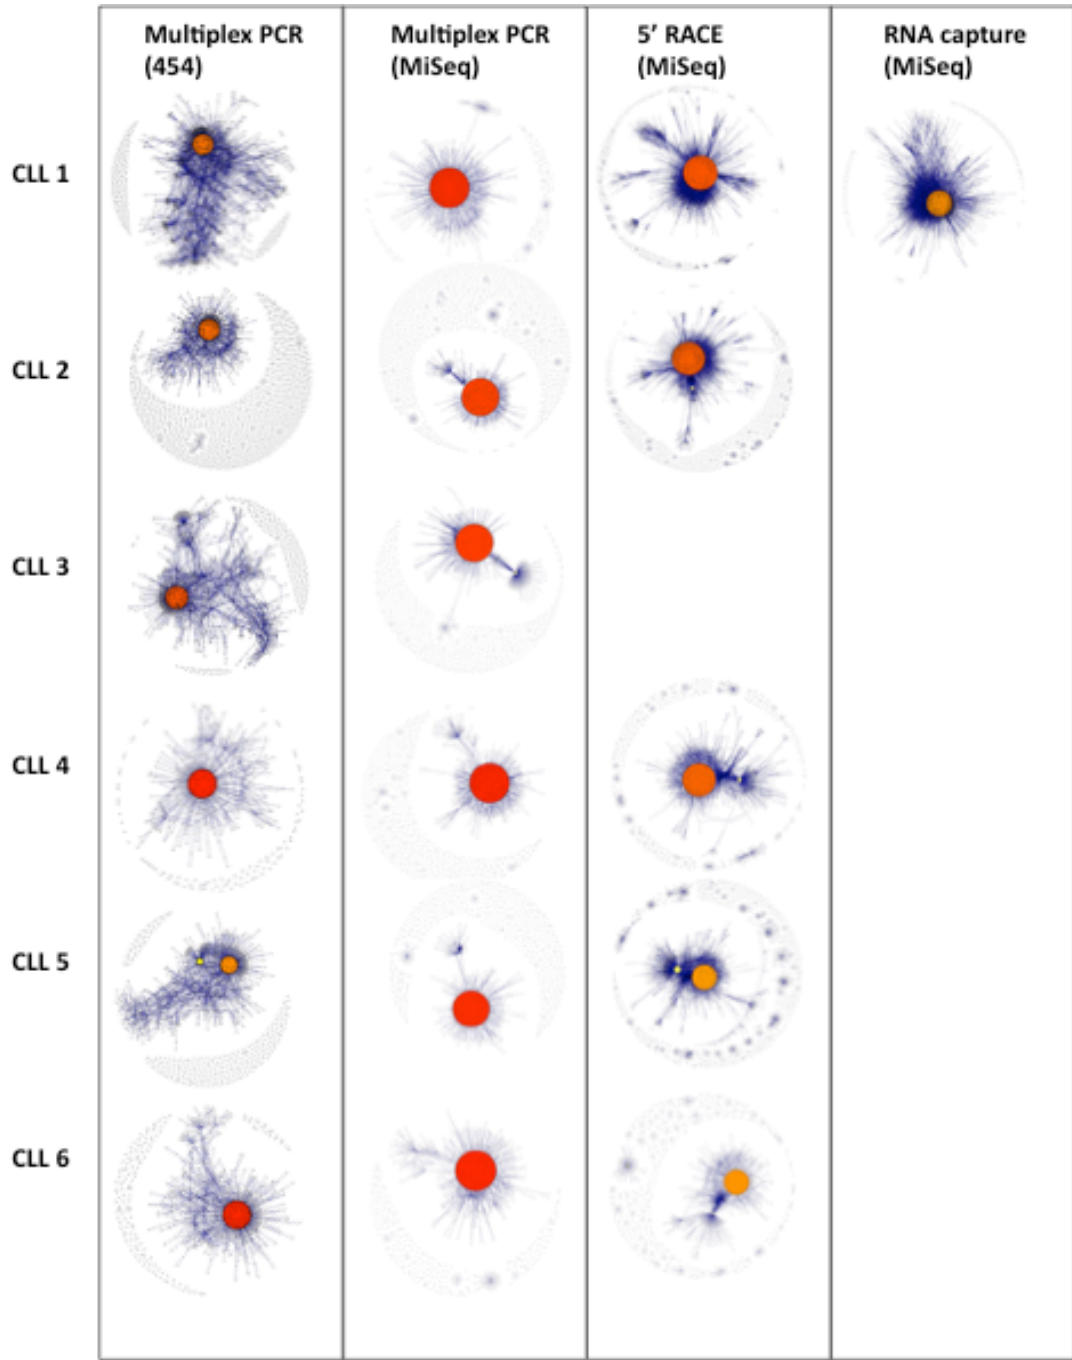 Multiplex PCR
(454)
Multiplex PCR
(MiSeq)
5’ RACE
(MiSeq)
RNA capture
(MiSeq)
CLL 1
CLL 2
CLL 3
CLL 4
CLL 5
CLL 6